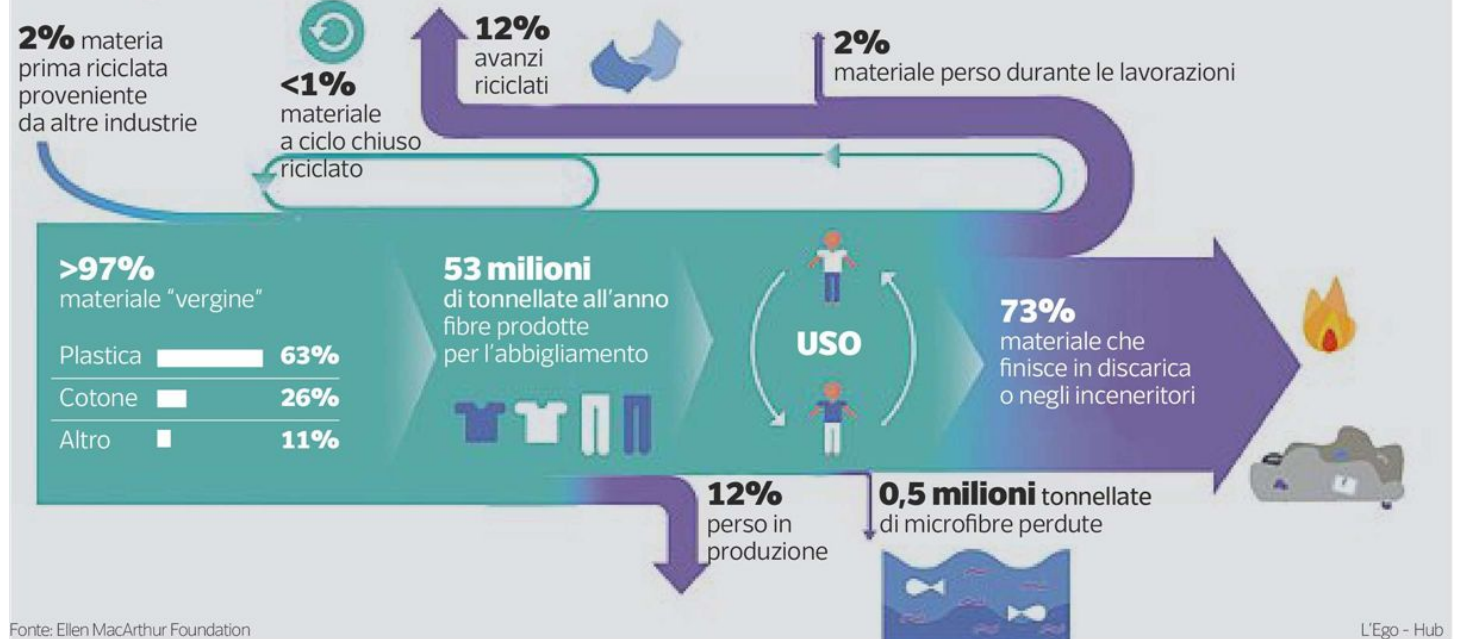 2% materia
prima riciclata
proveniente
da altre industrie
<1%
materiale
a ciclo chiuso
riciclato
12%
avanzi
riciclati
2%
materiale perso durante le lavorazioni
>97%
materiale "vergine"
Plastica 63%
Cotone 26%
Altro 11%
53 milioni
di tonnellate all'anno
fibre prodotte
per l'abbigliamento
USO
73%
materiale che
finisce in discarica
o negli inceneritori
12%
perso in
produzione
0,5 milioni tonnellate
di microfibre perdute
Fonte: Ellen MacArthur Foundation
L'Ego - Hub